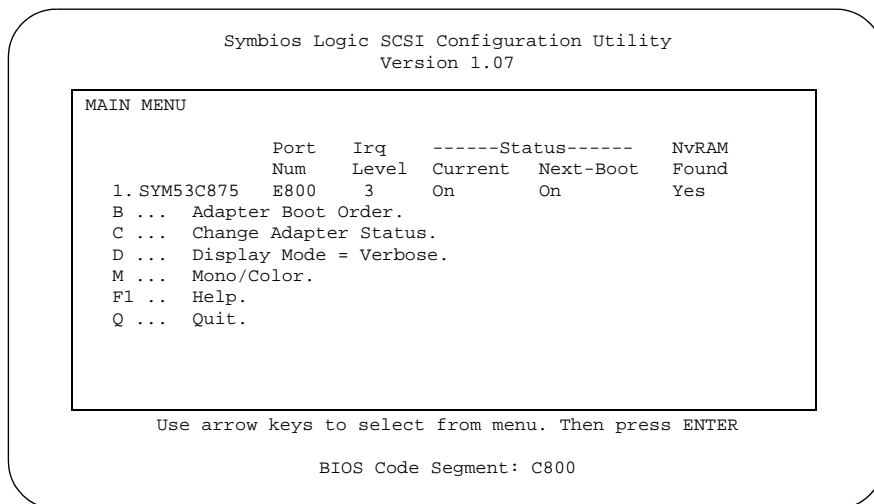 Symbios Logic SCSI Configuration Utility
Version 1.07
MAIN MENU
Port Irq ------Status------ NvRAM
Num Level Current Next-Boot Found
1. SYM53C875 E800 3 On On Yes
B ... Adapter Boot Order.
C ... Change Adapter Status.
D ... Display Mode = Verbose.
M ... Mono/Color.
F1 .. Help.
Q ... Quit.
Use arrow keys to select from menu. Then press ENTER
BIOS Code Segment: C800